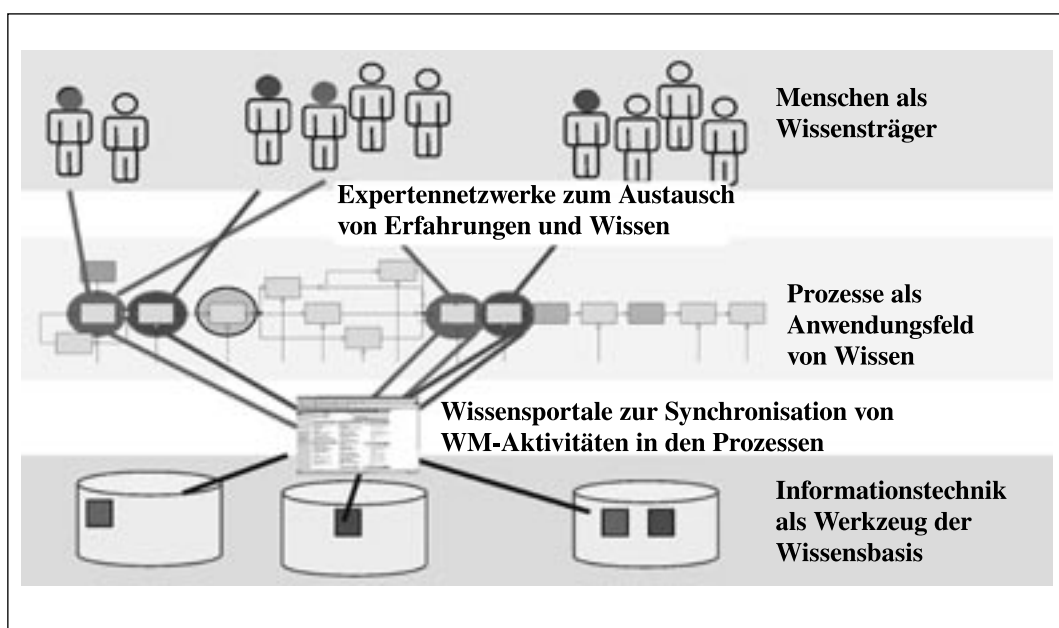 Menschen als
Wissensträger
Expertennetzwerke zum Austausch
von Erfahrungen und Wissen
Prozesse als
Anwendungsfeld
von Wissen
Wissensportale zur Synchronisation von
WM-Aktivitäten in den Prozessen
Informationstechnik
als Werkzeug der
Wissensbasis